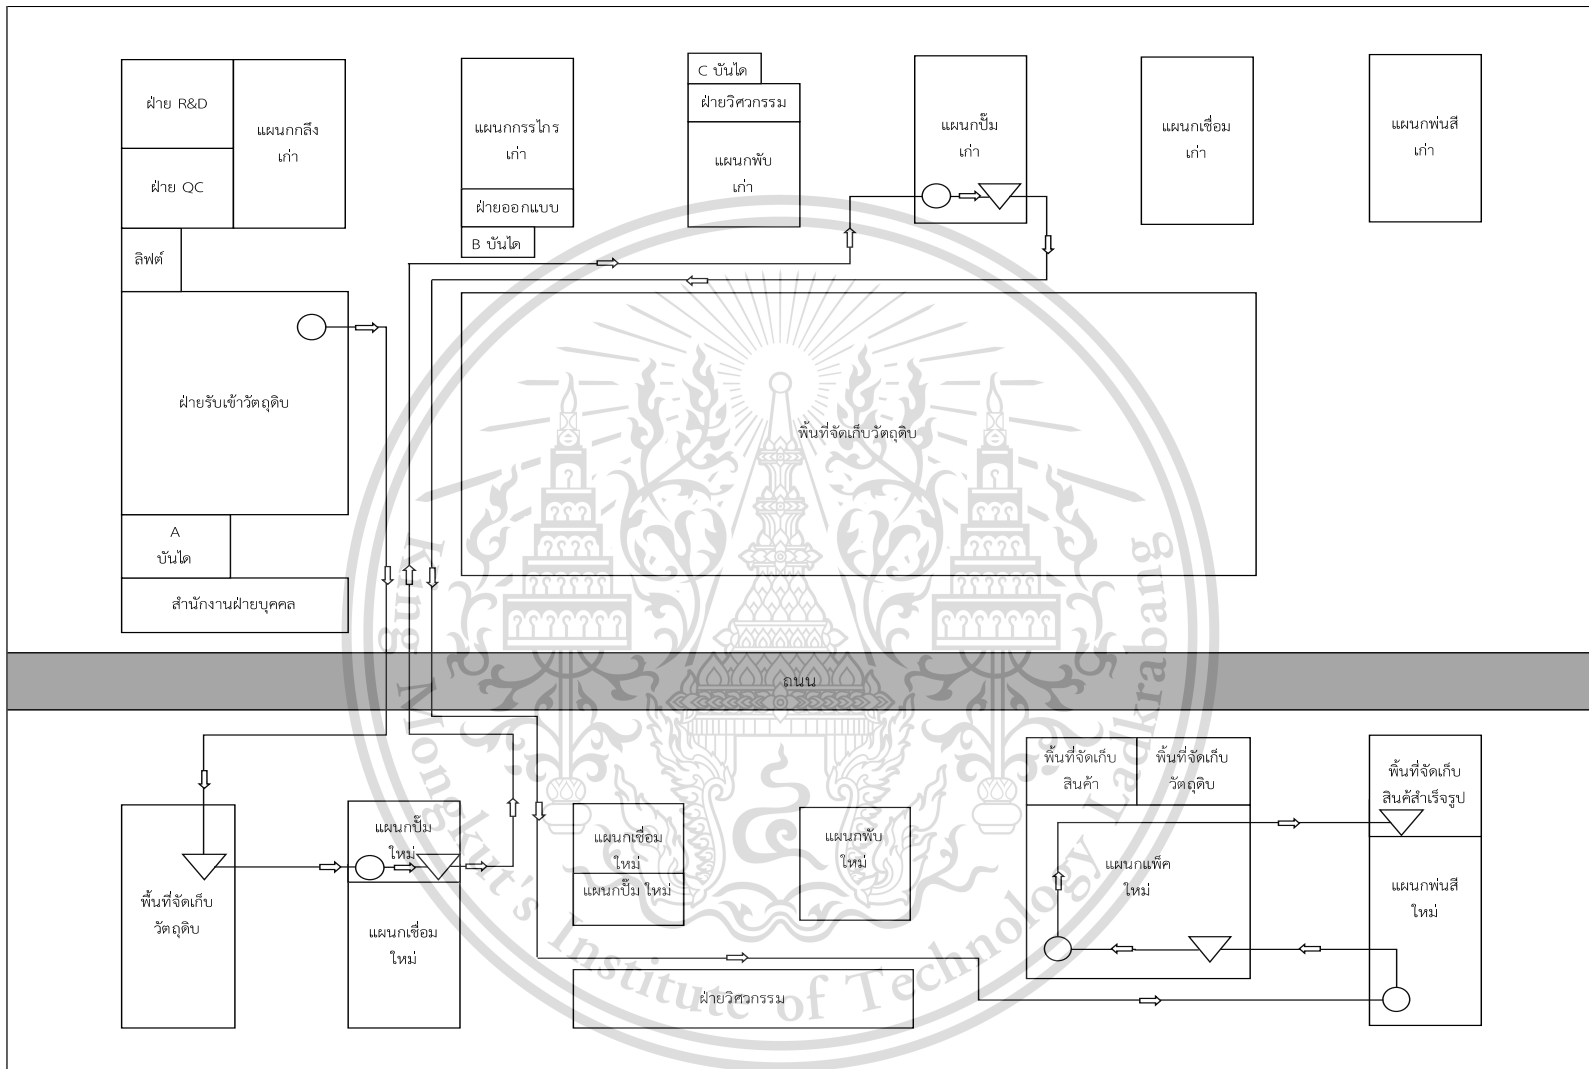 ฝ่าย R&D
แผนกกลึง
เก่า
ฝ่าย QC
ลิฟต์
แผนกกรรไกร
เก่า
ฝ่ายออกแบบ
B บันได
C บันได
ฝ่ายวิศวกรรม
แผนกพับ
เก่า
แผนกปั๊ม
เก่า
แผนกเชื่อม
เก่า
แผนกพ่นสี
เก่า
ฝ่ายรับเข้าวัตถุดิบ
พื้นที่จัดเก็บวัตถุดิบ
A
บันได
สำนักงานฝ่ายบุคคล
ถนน
พื้นที่จัดเก็บ
วัตถุดิบ
แผนกปั๊ม
ใหม่
แผนกเชื่อม
ใหม่
แผนกเชื่อม
ใหม่
แผนกปั๊ม ใหม่
แผนกพับ
ใหม่
ฝ่ายวิศวกรรม
พื้นที่จัดเก็บ
สินค้า
พื้นที่จัดเก็บ
วัตถุดิบ
แผนกแพ็ค
ใหม่
พื้นที่จัดเก็บ
สินค้สำเร็จรูป
แผนกพ่นสี
ใหม่
King Mongkut's Institute of Technology Ladkrabang